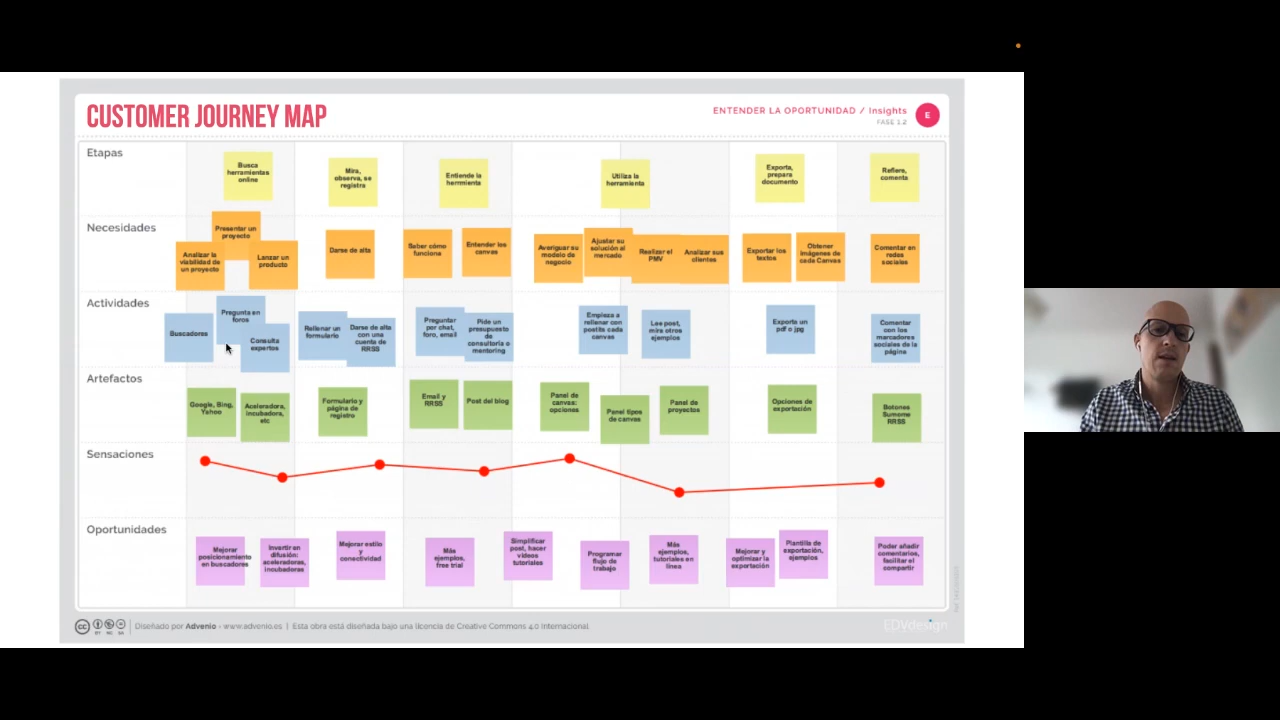 CUSTOMER JOURNEY MAP
ENTENDER LA OPORTUNIDAD / Insights
FASE 1.2
E
Etapas
Busca
herramientas
online
Mira,
observa, se
registra
Entiende la
herrmienta
Utiliza la
herramienta
Exporta,
prepara
documento
Refiere,
comenta
Necesidades
Presentar un
proyecto
Analizar la
viabilidad de
un proyecto
Lanzar un
producto
Darse de alta
Saber cómo
funciona
Entender los
canvas
Averiguar su
modelo de
negocio
Ajustar su
solución al
mercado
Realizar el
PMV
Analizar sus
clientes
Exportar los
textos
Obtener
imágenes de
cada Canvas
Comentar en
redes
sociales
Actividades
Buscadores
Pregunta en
foros
Consulta
expertos
Rellenar un
formulario
Darse de alta
con una
cuenta de
RRSS
Preguntar
por chat,
foro, email
Pide un
presupuesto
de
consultoría o
mentoring
Empieza a
rellenar con
postits cada
canvas
Lee post,
mira otros
ejemplos
Exporta un
pdf o jpg
Comentar
con los
marcadores
sociales de la
página
Artefactos
Google, Bing,
Yahoo
Aceleradora,
incubadora,
etc
Formulario y
página de
registro
Email y
RRSS
Post del blog
Panel de
canvas:
opciones
Panel tipos
de canvas
Panel de
proyectos
Opciones de
exportación
Botones
Sumome
RRSS
Sensaciones
Oportunidades
Mejorar
posicionamiento
en buscadores
Invertir en
difusión:
aceleradoras,
incubadoras
Mejorar estilo
y
conectividad
Más
ejemplos,
free trial
Simplificar
post, hacer
videos
tutoriales
Programar
flujo de
trabajo
Más
ejemplos,
tutoriales en
línea
Mejorar y
optimizar la
exportación
Plantilla de
exportación,
ejemplos
Poder añadir
comentarios,
facilitar el
compartir
cc
BY NC SA
Diseñado por Advenio - www.advenio.es | Esta obra está diseñada bajo una licencia de Creative Commons 4.0 Internacional
EDVdesign